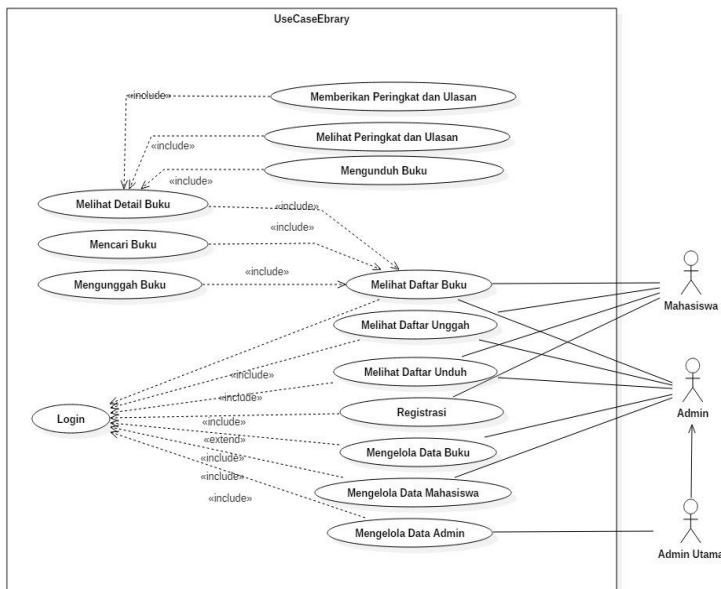 UseCaseEbrary
«include»
Memberikan Peringkat dan Ulasan
«include»
Melihat Peringkat dan Ulasan
«include»
Mengunduh Buku
Melihat Detail Buku
«include»
«include»
Mencari Buku
«include»
Mengunggah Buku
Melihat Daftar Buku
Mahasiswa
Melihat Daftar Unggah
«include»
Melihat Daftar Unduh
«include»
Login
Registrasi
Admin
«include»
«extend»
Mengelola Data Buku
«include»
«include»
Mengelola Data Mahasiswa
«include»
Mengelola Data Admin
Admin Utama